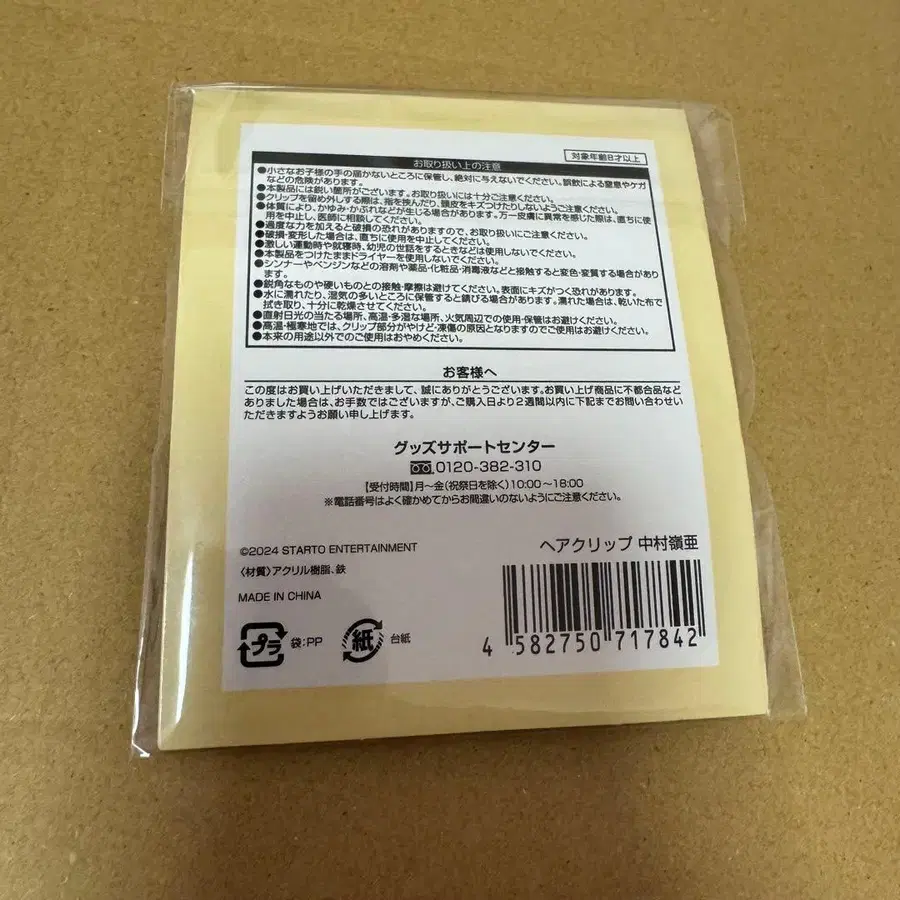 対象年齢8才以上
お取り扱い上の注意
●小さなお子様の手の届かないところに保管し、絶対に与えないでください。誤飲による窒息やケガ
などの危険があります。
●本製品には鋭い箇所がございます。お取り扱いには十分ご注意ください。
●クリップを留め外しする際は、指を挟んだり、頭皮をキズつけたりしないようご注意ください。
●体質により、かゆみ・かぶれなどが生じる場合があります。万一皮膚に異常を感じた際は、直ちに使
用を中止し、医師に相談してください。
●過度な力を加えると破損の恐れがありますので、お取り扱いにご注意ください。
●破損・変形した場合は、直ちに使用を中止してください。
●激しい運動時や就寝時、幼児の世話をするときなどは使用しないでください。
●本製品をつけたままドライヤーを使用しないでください。
●シンナーやベンジンなどの溶剤や薬品・化粧品・消毒液などと接触すると変色・変質する場合があり
ます。
●鋭角なものや硬いものとの接触・摩擦は避けてください。表面にキズがつく恐れがあります。
●水に濡れたり、湿気の多いところに保管すると錆びる場合があります。濡れた場合は、乾いた布で
拭き取り、十分に乾燥させてください。
●直射日光の当たる場所、高温・多湿な場所、火気周辺での使用・保管はお避けください。
●高温・極寒地では、クリップ部分がやけど・凍傷の原因となりますのでご使用はお避けください。
●本来の用途以外でのご使用はおやめください。
お客様へ
この度はお買い上げいただきまして、誠にありがとうございます。お買い上げ商品に不都合品など
ありました場合は、お手数ではございますが、ご購入日より2週間以内に下記までお問い合わせい
ただきますようお願い申し上げます。
グッズサポートセンター
0120-382-310
【受付時間】月〜金(祝祭日を除く)10:00〜18:00
※電話番号はよく確かめてからお間違いのないようにご注意ください。
©2024 STARTO ENTERTAINMENT
ヘアクリップ 中村嶺亜
〈材質〉アクリル樹脂、鉄
MADE IN CHINA
プラ 袋:PP 紙 台紙
4 582750 717842